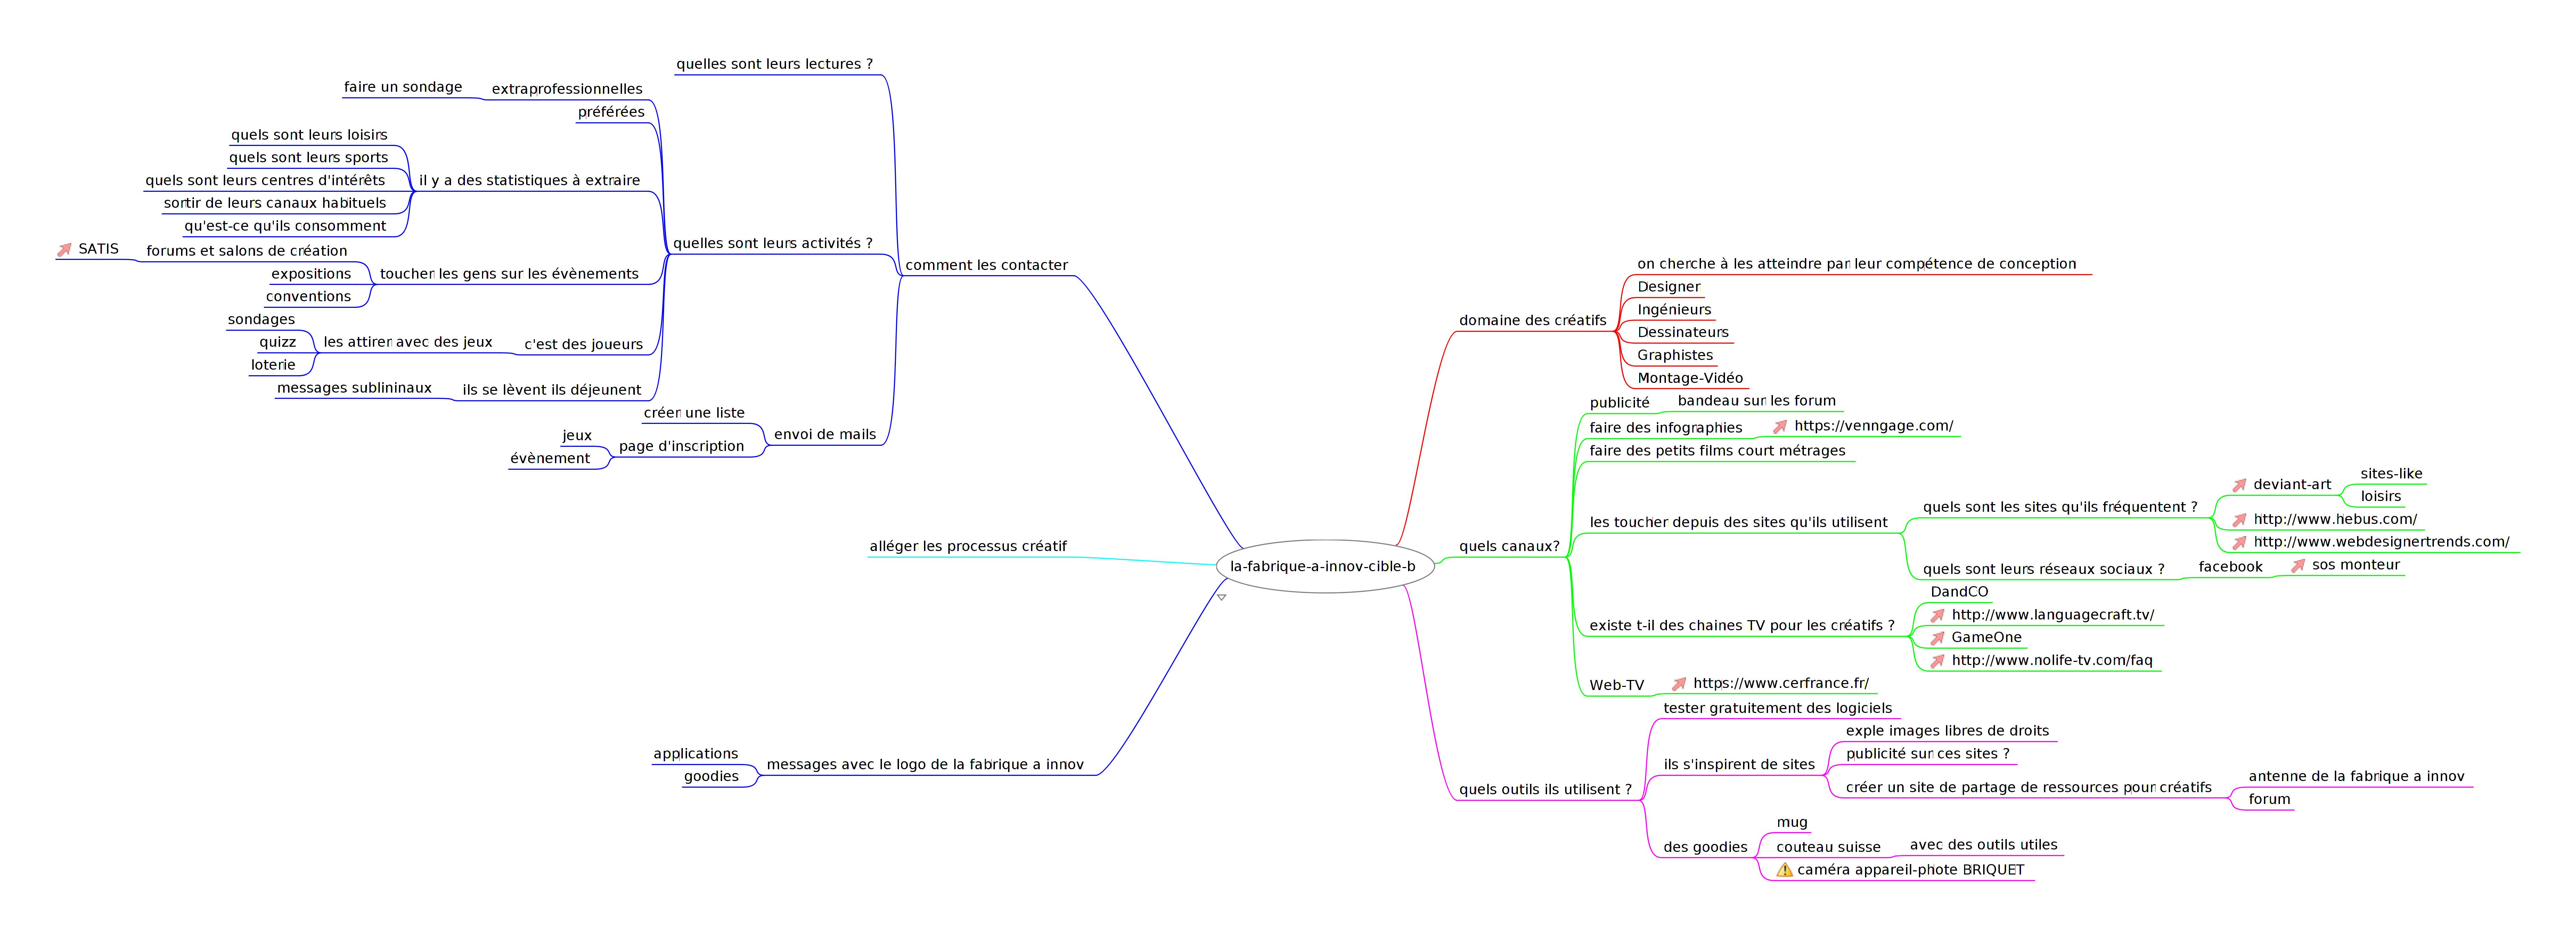 la-fabrique-a-innov-cible-b
comment les contacter
quelles sont leurs lectures ?
quelles sont leurs activités ?
extraprofessionnelles
faire un sondage
préférées
il y a des statistiques à extraire
quels sont leurs loisirs
quels sont leurs sports
quels sont leurs centres d'intérêts
sortir de leurs canaux habituels
qu'est-ce qu'ils consomment
toucher les gens sur les évènements
forums et salons de création
SATIS
expositions
conventions
c'est des joueurs
les attirer avec des jeux
sondages
quizz
loterie
ils se lèvent ils déjeunent
messages sublininaux
envoi de mails
créer une liste
page d'inscription
jeux
évènement
alléger les processus créatif
messages avec le logo de la fabrique a innov
applications
goodies
domaine des créatifs
on cherche à les atteindre par leur compétence de conception
Designer
Ingénieurs
Dessinateurs
Graphistes
Montage-Vidéo
quels canaux?
publicité
bandeau sur les forum
faire des infographies
https://venngage.com/
faire des petits films court métrages
les toucher depuis des sites qu'ils utilisent
quels sont les sites qu'ils fréquentent ?
deviant-art
sites-like
loisirs
http://www.hebus.com/
http://www.webdesignertrends.com/
quels sont leurs réseaux sociaux ?
facebook
sos monteur
existe t-il des chaines TV pour les créatifs ?
DandCO
http://www.languagecraft.tv/
GameOne
http://www.nolife-tv.com/faq
Web-TV
https://www.cerfrance.fr/
quels outils ils utilisent ?
tester gratuitement des logiciels
ils s'inspirent de sites
exple images libres de droits
publicité sur ces sites ?
créer un site de partage de ressources pour créatifs
antenne de la fabrique a innov
forum
des goodies
mug
couteau suisse
avec des outils utiles
caméra appareil-phote BRIQUET